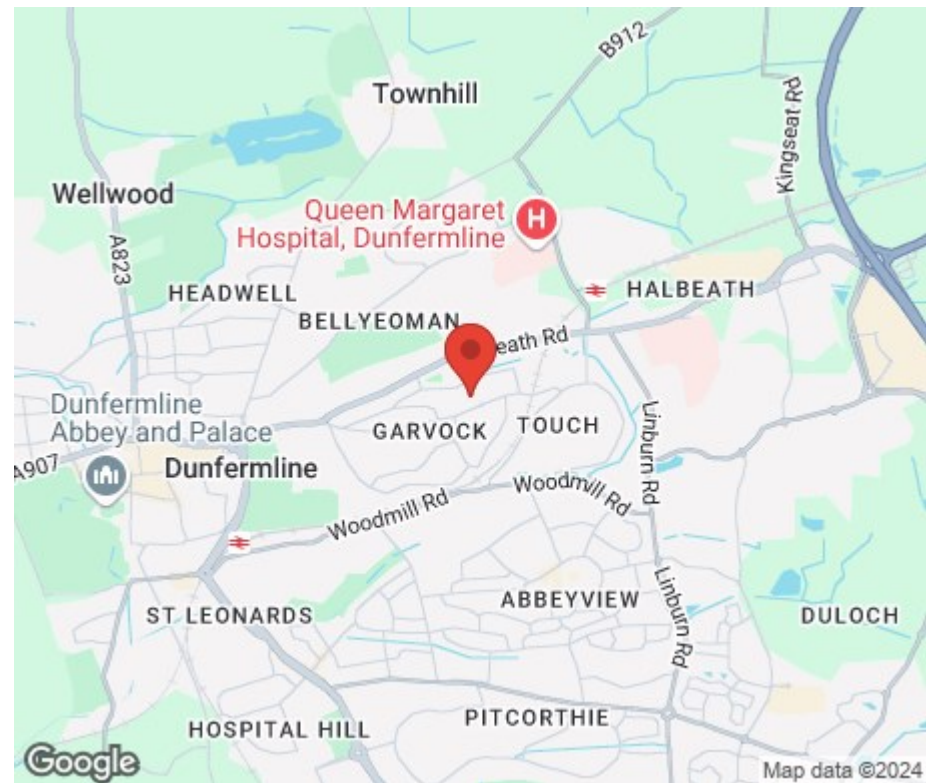 B912
Townhill
Kingseat Rd
Wellwood
A823
Queen Margaret
Hospital, Dunfermline
H
HEADWELL
HALBEATH
BELLYEOMAN
eath Rd
Dunfermline
Abbey and Palace
GARVOCK
TOUCH
Linburn Rd
A907
Dunfermline
Woodmill Rd
Woodmill Rd
ABBEYVIEW
Linburn Rd
ST LEONARDS
DULOCH
PITCORTHIE
HOSPITAL HILL
Google
Map data ©2024